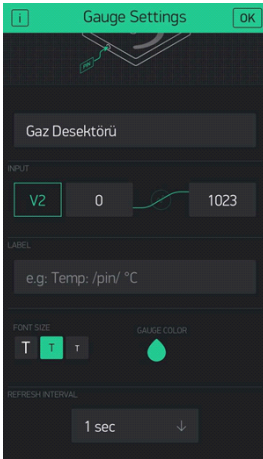 i Gauge Settings OK
PIN
Gaz Desektörü
INPUT
V2 0 1023
LABEL
e.g: Temp: /pin/ °C
FONT SIZE GAUGE COLOR
T T T
REFRESH INTERVAL
1 sec